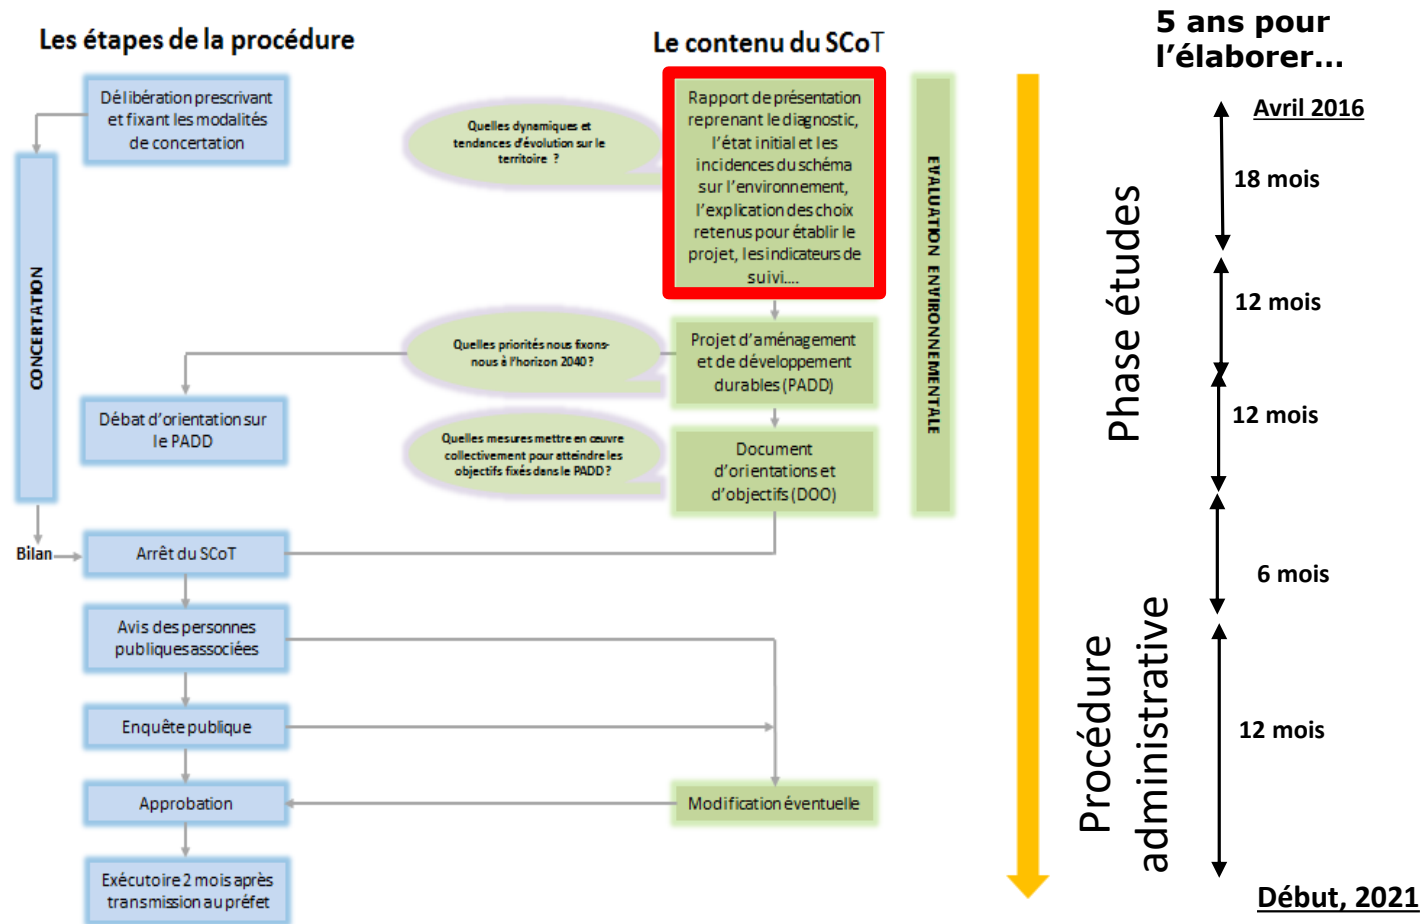 Les étapes de la procédure
Délibération prescrivant
et fixant les modalités
de concertation
CONCERTATION
Débat d'orientation sur
le PADD
Bilan
Arrêt du SCoT
Avis des personnes
publiques associées
Enquête publique
Approbation
Exécutoire 2 mois après
transmission au préfet
Le contenu du SCoT
Quelles dynamiques et
tendances d'évolution sur le
territoire ?
Rapport de présentation
reprenant le diagnostic,
l'état initial et les
incidences du schéma
sur l'environnement,
l'explication des choix
retenus pour établir le
projet, les indicateurs de
suivi....
Quelles priorités nous fixons-
nous à l'horizon 2040 ?
Projet d'aménagement
et de développement
durables (PADD)
Quelles mesures mettre en œuvre
collectivement pour atteindre les
objectifs fixés dans le PADD ?
Document
d'orientations et
d'objectifs (DOO)
Modification éventuelle
EVALUATION ENVIRONNEMENTALE
5 ans pour
l'élaborer...
Avril 2016
Phase études
18 mois
12 mois
12 mois
6 mois
Procédure
administrative
12 mois
Début, 2021